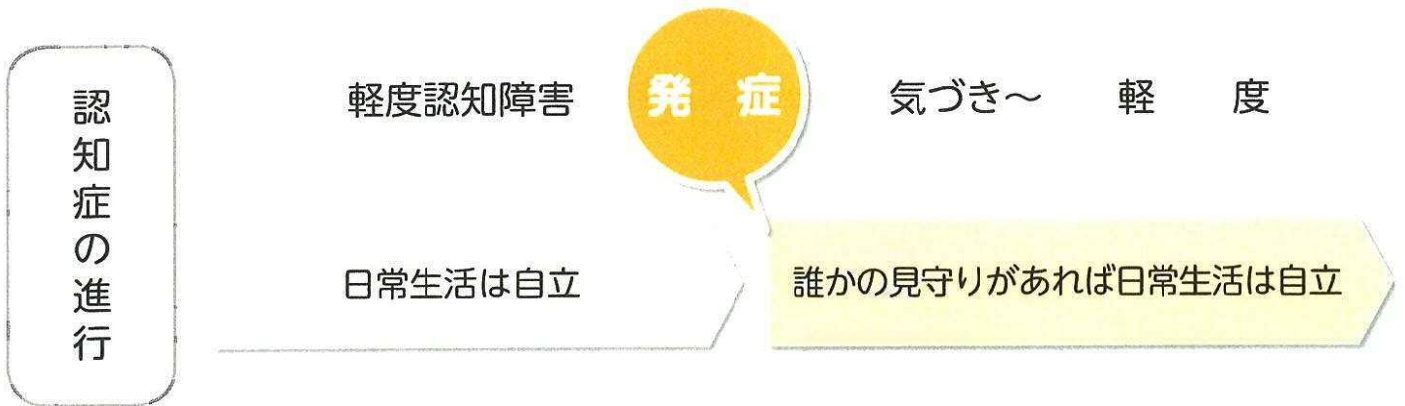 認知症の進行
軽度認知障害
発症
気づき～ 軽度
日常生活は自立
誰かの見守りがあれば日常生活は自立